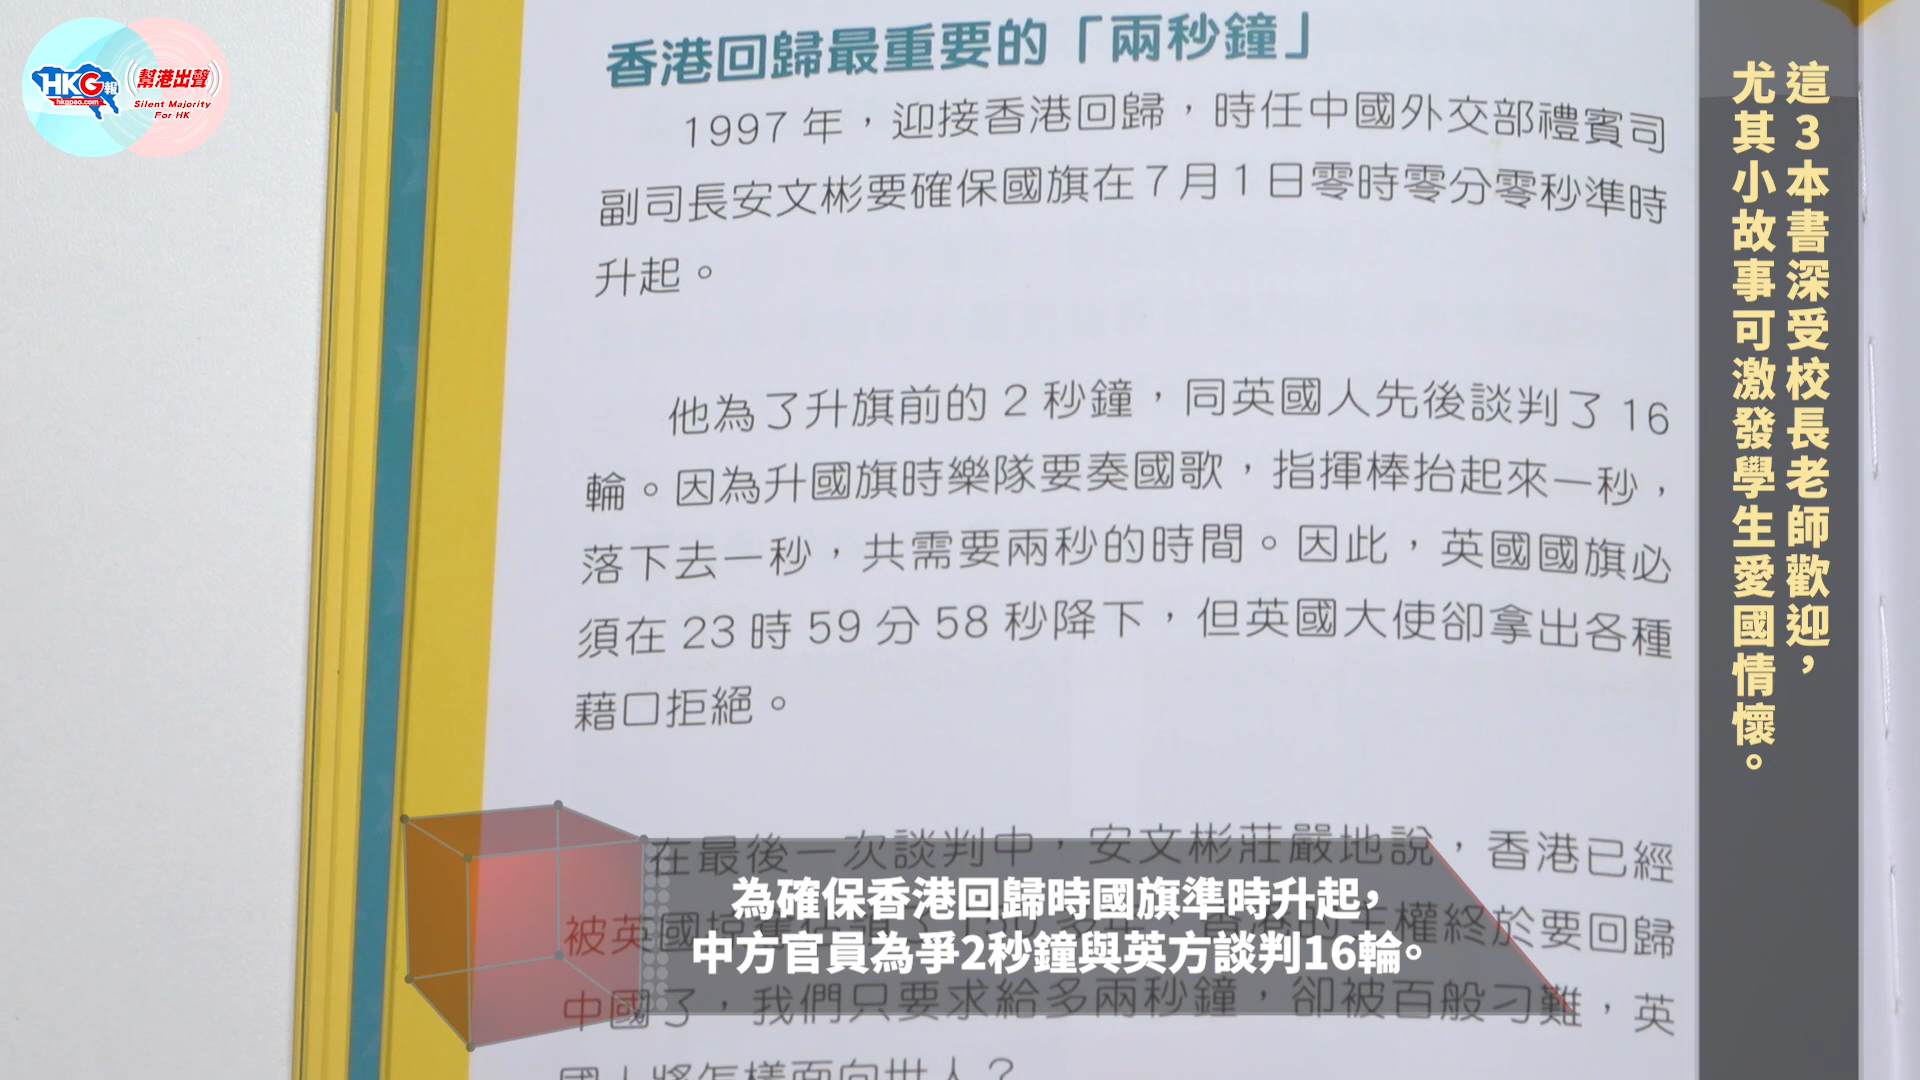 HKG報
hkgpao.com
幫港出聲
Silent Majority
For HK
香港回歸最重要的「兩秒鐘」
1997年，迎接香港回歸，時任中國外交部禮賓司
副司長安文彬要確保國旗在7月1日零時零分零秒準時
升起。
他為了升旗前的2秒鐘，同英國人先後談判了16
輪。因為升國旗時樂隊要奏國歌，指揮棒抬起來一秒，
落下去一秒，共需要兩秒的時間。因此，英國國旗必
須在23時59分58秒降下，但英國大使卻拿出各種
藉口拒絕。
在最後一次談判中，安文彬莊嚴地說，香港已經
被英國
權終於要回歸
中國了，我們只要求給多兩秒鐘，卻被百般刁難，英
國人將怎樣面向世人？
這3本書深受校長老師歡迎，
尤其小故事可激發學生愛國情懷。
為確保香港回歸時國旗準時升起，
中方官員為爭2秒鐘與英方談判16輪。